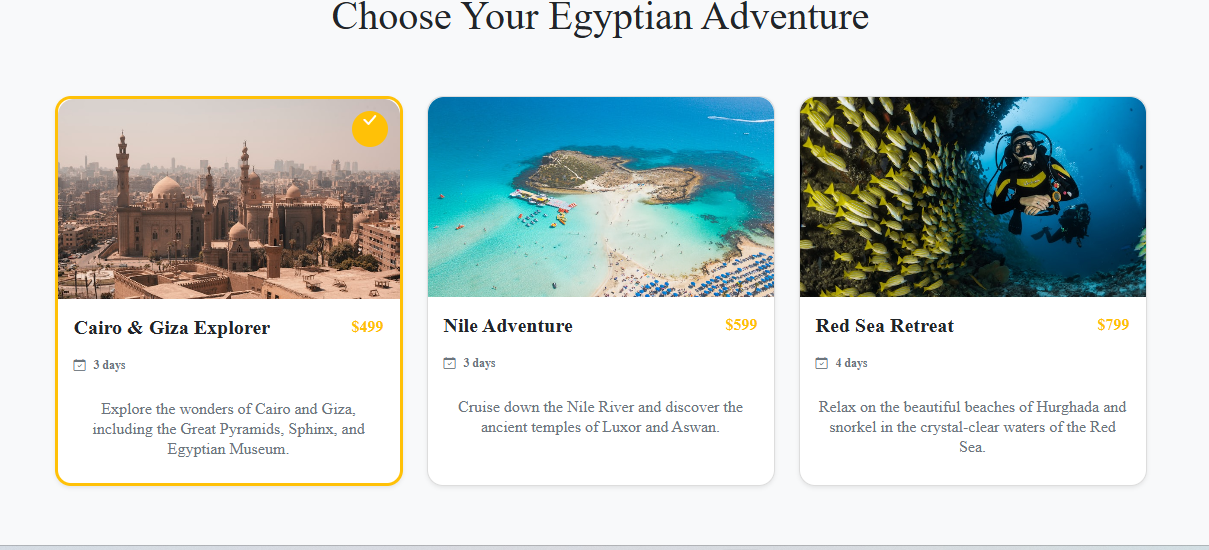 Choose Your Egyptian Adventure
Cairo & Giza Explorer
$499
3 days
Explore the wonders of Cairo and Giza,
including the Great Pyramids, Sphinx, and
Egyptian Museum.
Nile Adventure
$599
3 days
Cruise down the Nile River and discover the
ancient temples of Luxor and Aswan.
Red Sea Retreat
$799
4 days
Relax on the beautiful beaches of Hurghada and
snorkel in the crystal-clear waters of the Red
Sea.